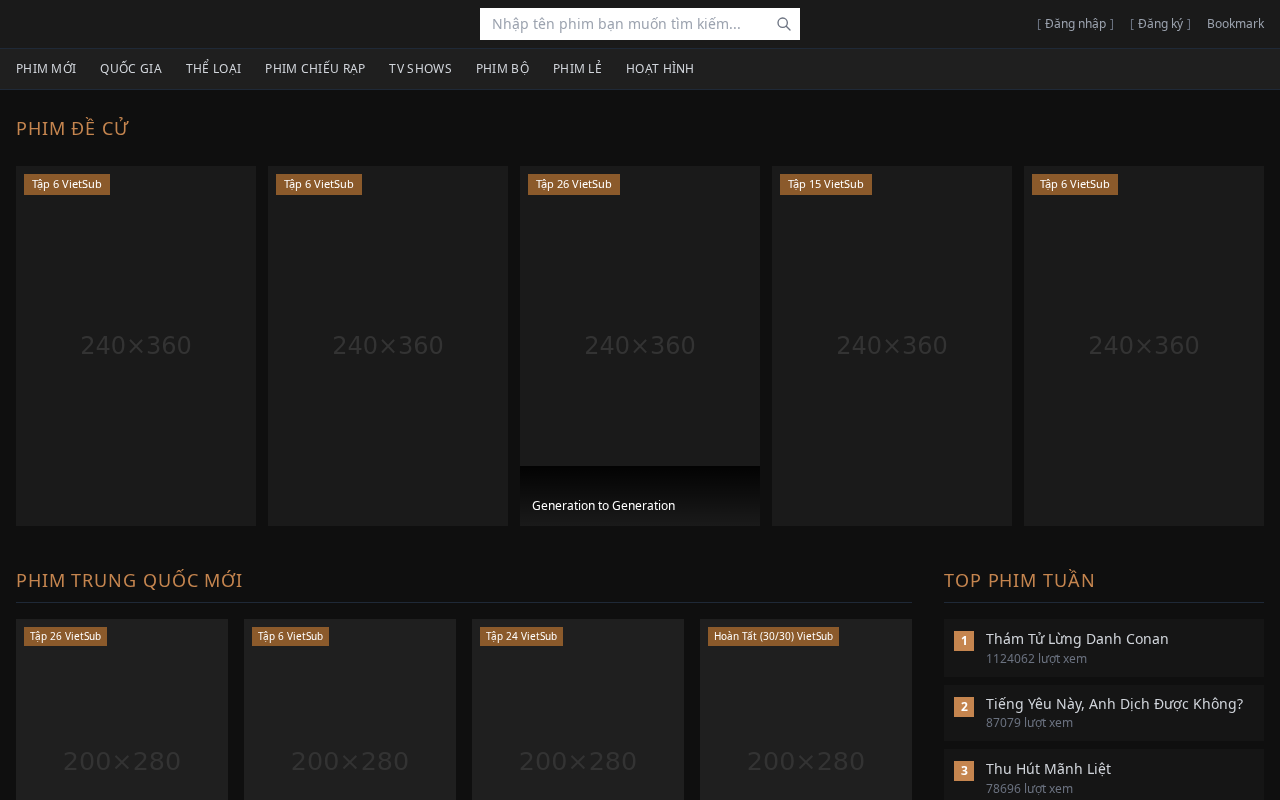 Nhập tên phim bạn muốn tìm kiếm...
[ Đăng nhập ] [ Đăng ký ] Bookmark
PHIM MỚI QUỐC GIA THỂ LOẠI PHIM CHIẾU RẠP TV SHOWS PHIM BỘ PHIM LẺ HOẠT HÌNH
PHIM ĐỀ CỬ
Tập 6 VietSub Tập 6 VietSub Tập 26 VietSub Tập 15 VietSub Tập 6 VietSub
240×360 240×360 240×360 240×360 240×360
Generation to Generation
PHIM TRUNG QUỐC MỚI
Tập 26 VietSub Tập 6 VietSub Tập 24 VietSub Hoàn Tất (30/30) VietSub
200×280 200×280 200×280 200×280
TOP PHIM TUẦN
1 Thám Tử Lừng Danh Conan
1124062 lượt xem
2 Tiếng Yêu Này, Anh Dịch Được Không?
87079 lượt xem
3 Thu Hút Mãnh Liệt
78696 lượt xem